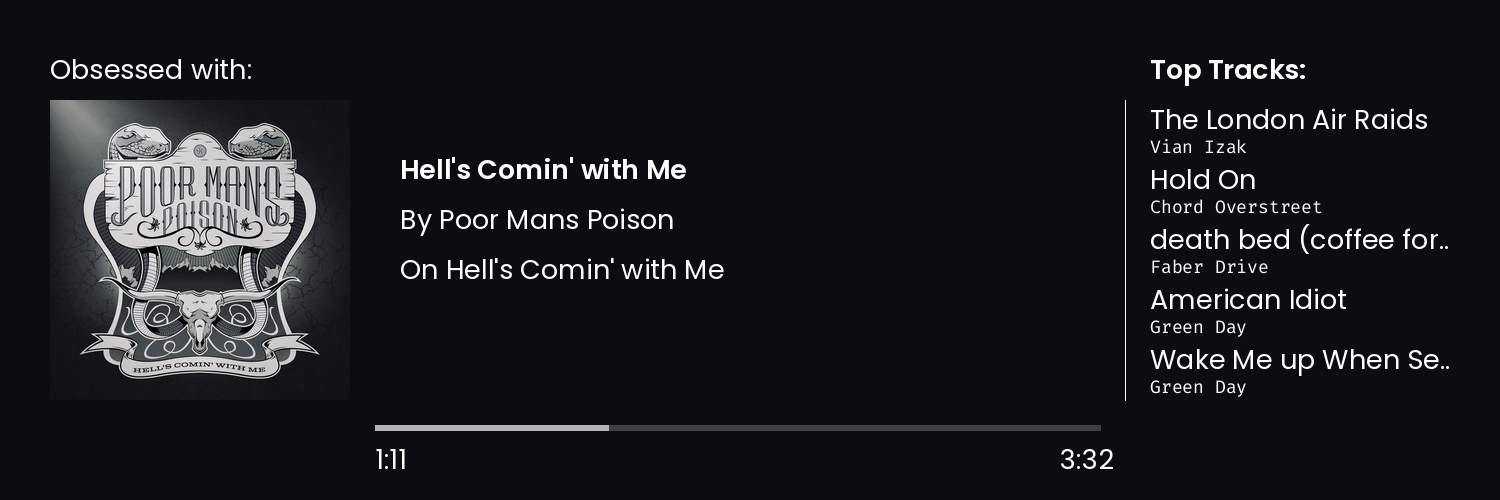 Obsessed with:
POOR MANS
POISON
HELL'S COMIN' WITH ME
Hell's Comin' with Me
By Poor Mans Poison
On Hell's Comin' with Me
1:11
3:32
Top Tracks:
The London Air Raids
Vian Izak
Hold On
Chord Overstreet
death bed (coffee for..
Faber Drive
American Idiot
Green Day
Wake Me up When Se..
Green Day